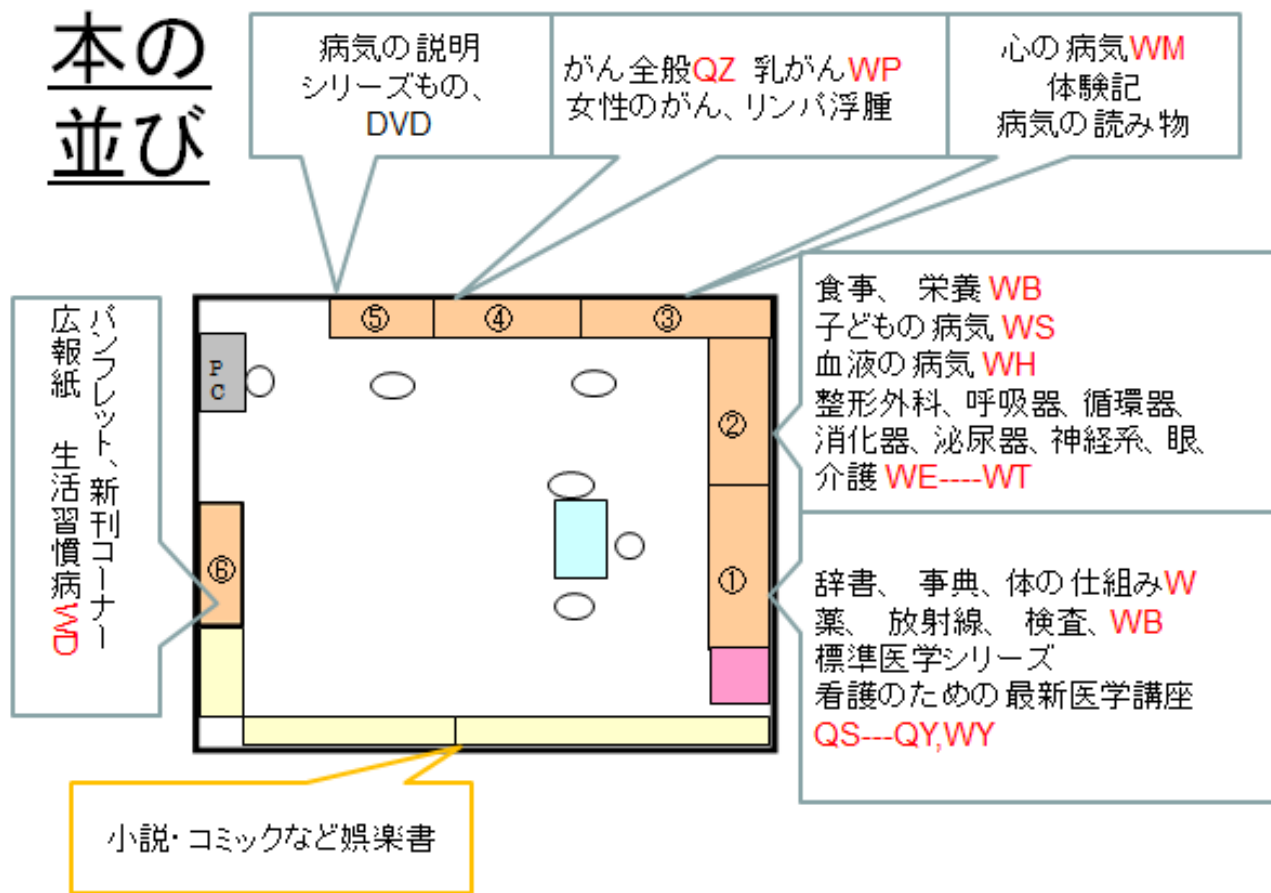 本の
並び
病気の説明
シリーズもの、
DVD
がん全般QZ 乳がんWP
女性のがん、リンパ浮腫
心の病気WM
体験記
病気の読み物
パンフレット、新刊コーナー
広報紙 生活習慣病WD
PC
⑤
④
③
②
①
⑥
食事、 栄養 WB
子どもの病気 WS
血液の病気 WH
整形外科、呼吸器、循環器、
消化器、泌尿器、神経系、眼、
介護 WE----WT
辞書、 事典、体の仕組みW
薬、 放射線、 検査、WB
標準医学シリーズ
看護のための最新医学講座
QS---QY,WY
小説・コミックなど娯楽書